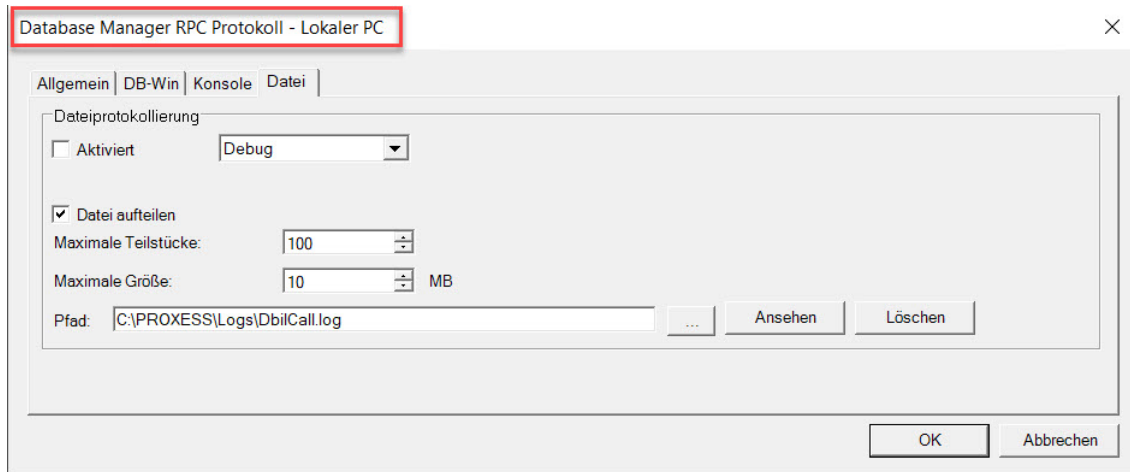 Database Manager RPC Protokoll - Lokaler PC
Allgemein DB-Win Konsole Datei
Dateiprotokollierung
Aktiviert Debug
Datei aufteilen
Maximale Teilstücke: 100
Maximale Größe: 10 MB
Pfad: C:\PROXESS\Logs\DbilCall.log ... Ansehen Löschen
OK Abbrechen